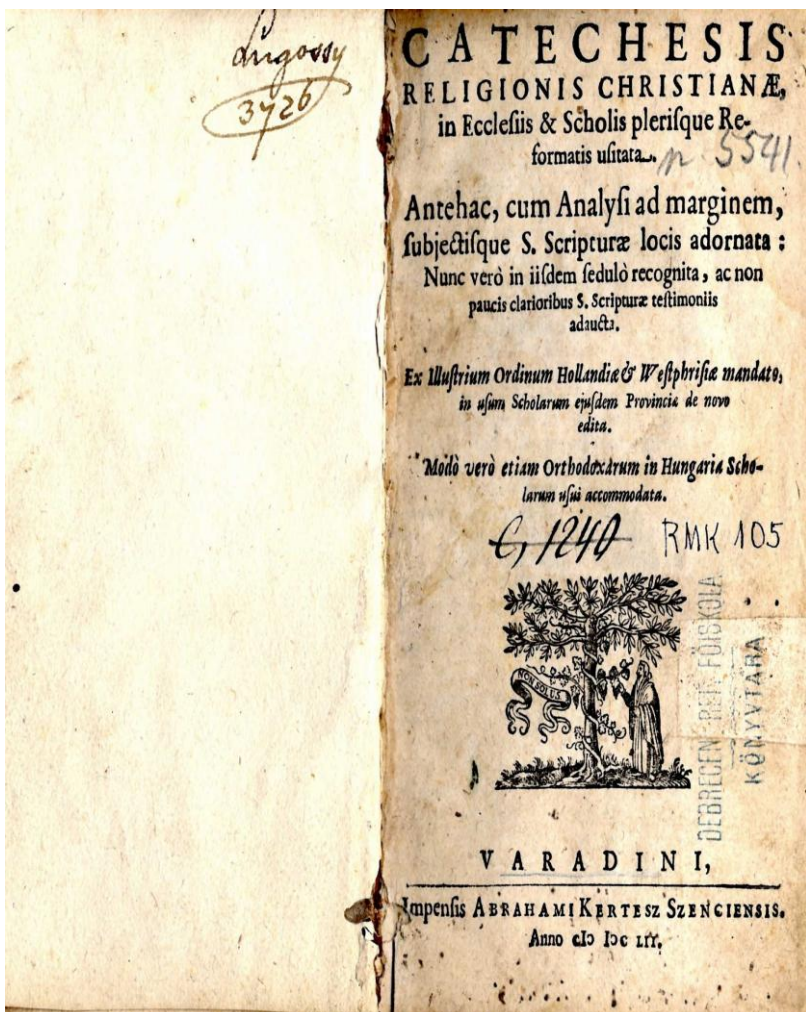 Lugossy
3726
CATECHESIS
RELIGIONIS CHRISTIANÆ,
in Eccleſiis & Scholis pleriſque Re-
formatis uſitata.
n. 5541.
Antehac, cum Analyſi ad marginem,
ſubjectiſque S. Scripturæ locis adornata :
Nunc verò in iiſdem ſedulò recognita, ac non
paucis clarioribus S. Scripturæ teſtimoniis
adaucta.
Ex Illuſtrium Ordinum Hollandiæ & Weſtphriſiæ mandato,
in uſum Scholarum ejuſdem Provinciæ de novo
edita.
Modò verò etiam Orthodoxarum in Hungaria Scho-
larum uſui accommodata.
C, 1240
RMK 105
NON SOLUS
DEBRECEN REF. FŐISKOLA
KÖNYVTÁRA
VARADINI,
Impenſis ABRAHAMI KERTESZ SZENCIENSIS.
Anno cIɔ Iɔc LII.